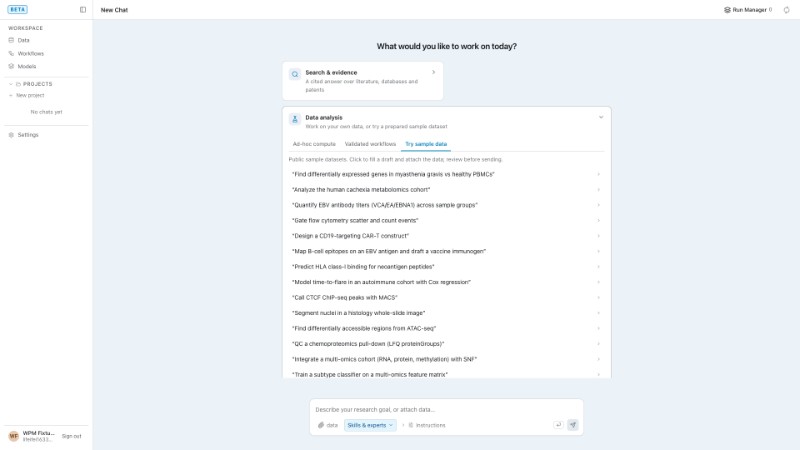 BETA
New Chat
Run Manager 0
WORKSPACE
Data
Workflows
Models
PROJECTS
+ New project
No chats yet
Settings
What would you like to work on today?
Search & evidence
A cited answer over literature, databases and
patents
Data analysis
Work on your own data, or try a prepared sample dataset
Ad-hoc compute Validated workflows Try sample data
Public sample datasets. Click to fill a draft and attach the data; review before sending.
"Find differentially expressed genes in myasthenia gravis vs healthy PBMCs"
"Analyze the human cachexia metabolomics cohort"
"Quantify EBV antibody titers (VCA/EA/EBNA1) across sample groups"
"Gate flow cytometry scatter and count events"
"Design a CD19-targeting CAR-T construct"
"Map B-cell epitopes on an EBV antigen and draft a vaccine immunogen"
"Predict HLA class-I binding for neoantigen peptides"
"Model time-to-flare in an autoimmune cohort with Cox regression"
"Call CTCF ChIP-seq peaks with MACS"
"Segment nuclei in a histology whole-slide image"
"Find differentially accessible regions from ATAC-seq"
"QC a chemoproteomics pull-down (LFQ proteinGroups)"
"Integrate a multi-omics cohort (RNA, protein, methylation) with SNF"
"Train a subtype classifier on a multi-omics feature matrix"
Describe your research goal, or attach data...
data Skills & experts Instructions
WF WPM Fixtu...
Sign out